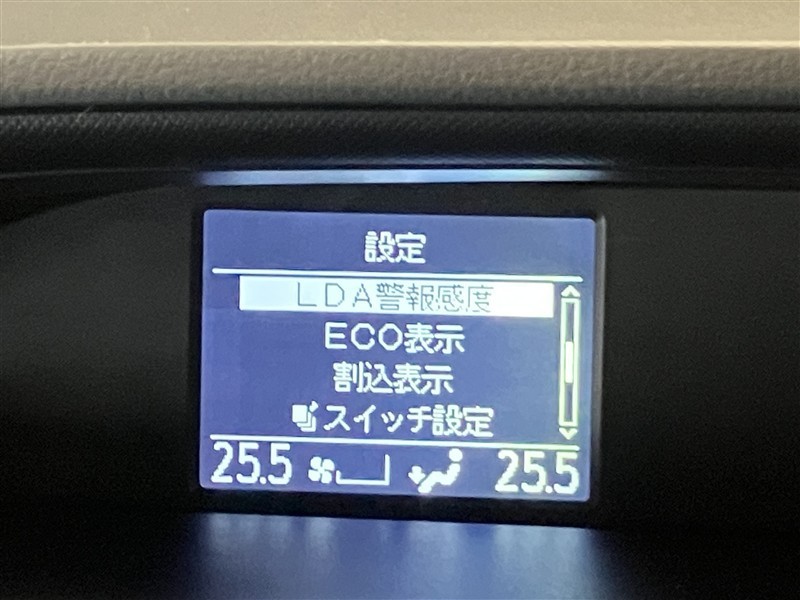 設定
LDA警報感度
ECO表示
割込表示
スイッチ設定
25.5 25.5